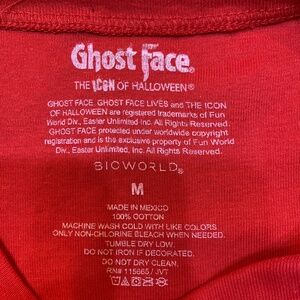 Ghost Face®
THE ICON OF HALLOWEEN®
GHOST FACE, GHOST FACE LIVES and THE ICON
OF HALLOWEEN are registered trademarks of Fun
World Div., Easter Unlimited Inc. All Rights Reserved.
GHOST FACE protected under worldwide copyright
registration and is the exclusive property of Fun World
Div., Easter Unlimited Inc. All Rights Reserved.
BIOWORLD®
M
MADE IN MEXICO
100% COTTON
MACHINE WASH COLD WITH LIKE COLORS
ONLY NON-CHLORINE BLEACH WHEN NEEDED.
TUMBLE DRY LOW.
DO NOT IRON IF DECORATED.
DO NOT DRY CLEAN.
RN# 115665 / JVT